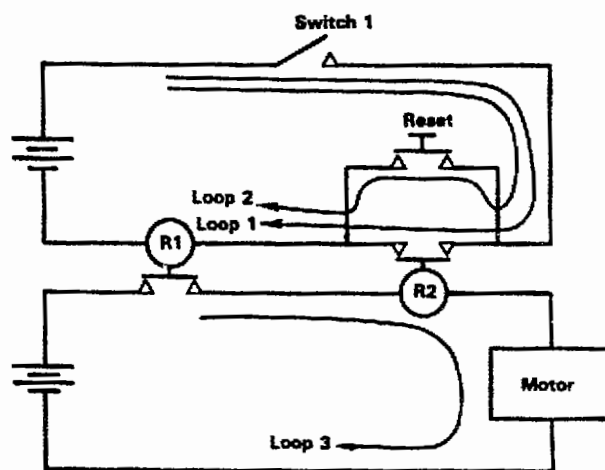 Switch 1
Reset
Loop 2
Loop 1
R1
R2
Motor
Loop 3